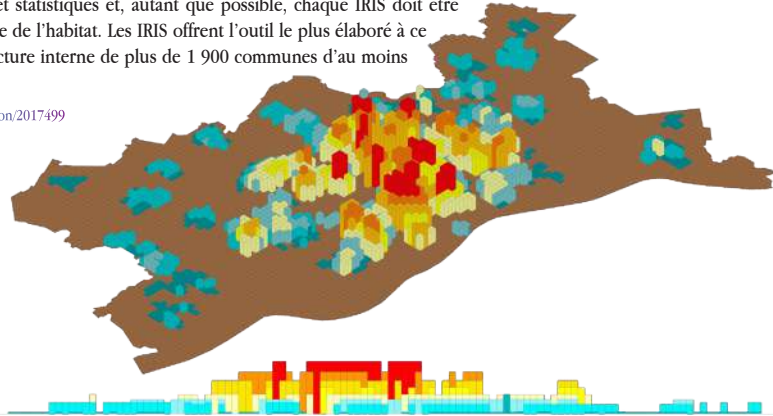 et statistiques et, autant que possible, chaque IRIS doit être
e de l’habitat. Les IRIS offrent l’outil le plus élaboré à ce
cture interne de plus de 1 900 communes d’au moins
on/2017499